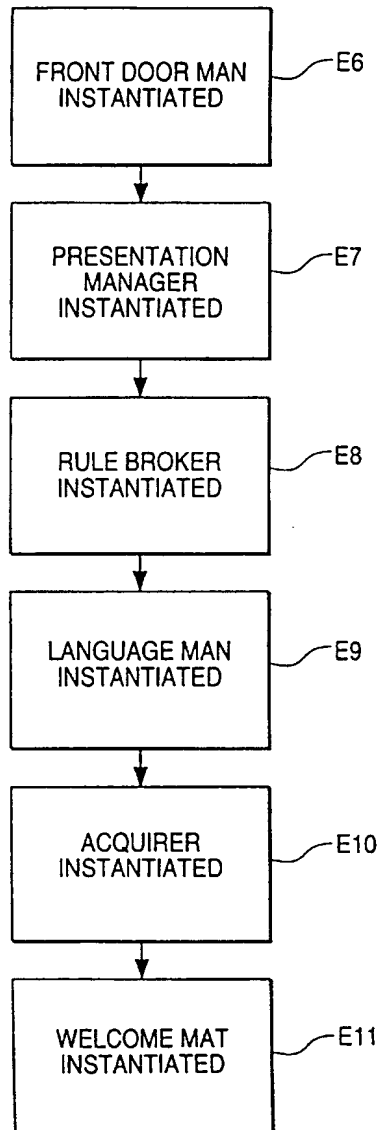 FRONT DOOR MAN
INSTANTIATED
E6
PRESENTATION
MANAGER
INSTANTIATED
E7
RULE BROKER
INSTANTIATED
E8
LANGUAGE MAN
INSTANTIATED
E9
ACQUIRER
INSTANTIATED
E10
WELCOME MAT
INSTANTIATED
E11